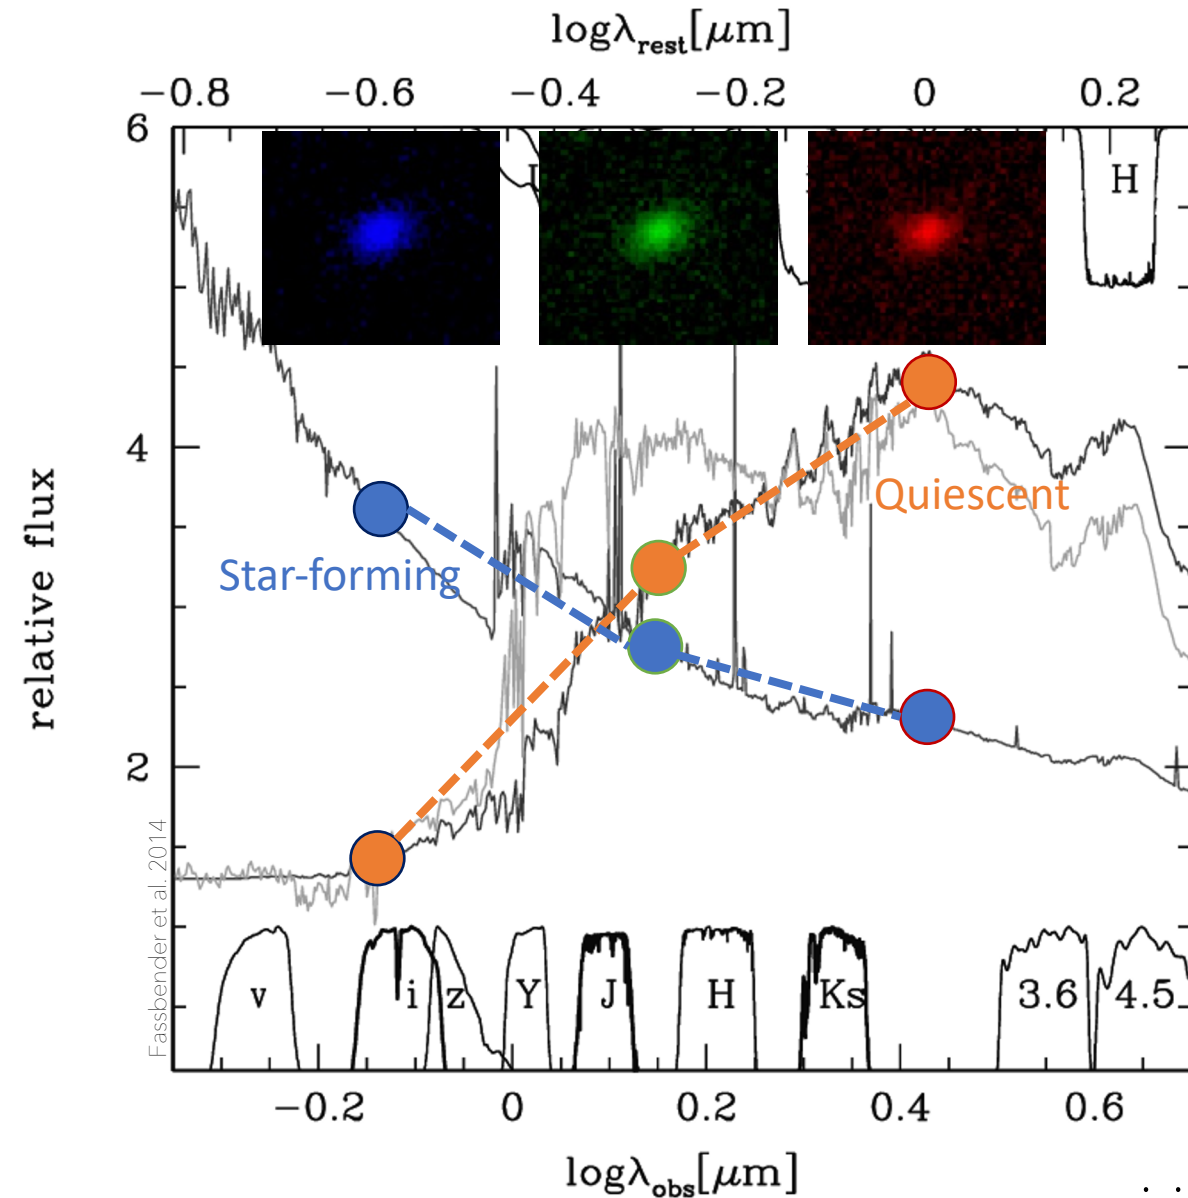 logλrest[μm]
−0.8 −0.6 −0.4 −0.2 0 0.2
6
H
4
relative flux
Quiescent
Star-forming
2
Fassbender et al. 2014
v i z Y J H Ks 3.6 4.5
−0.2 0 0.2 0.4 0.6
logλobs[μm]
. .